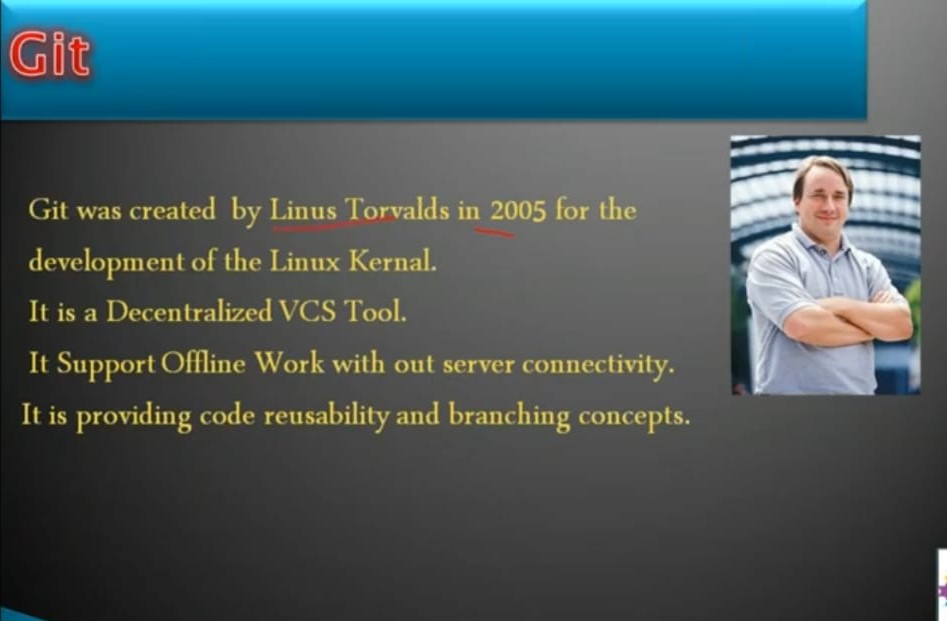 Git
Git was created by Linus Torvalds in 2005 for the
development of the Linux Kernal.
It is a Decentralized VCS Tool.
It Support Offline Work with out server connectivity.
It is providing code reusability and branching concepts.